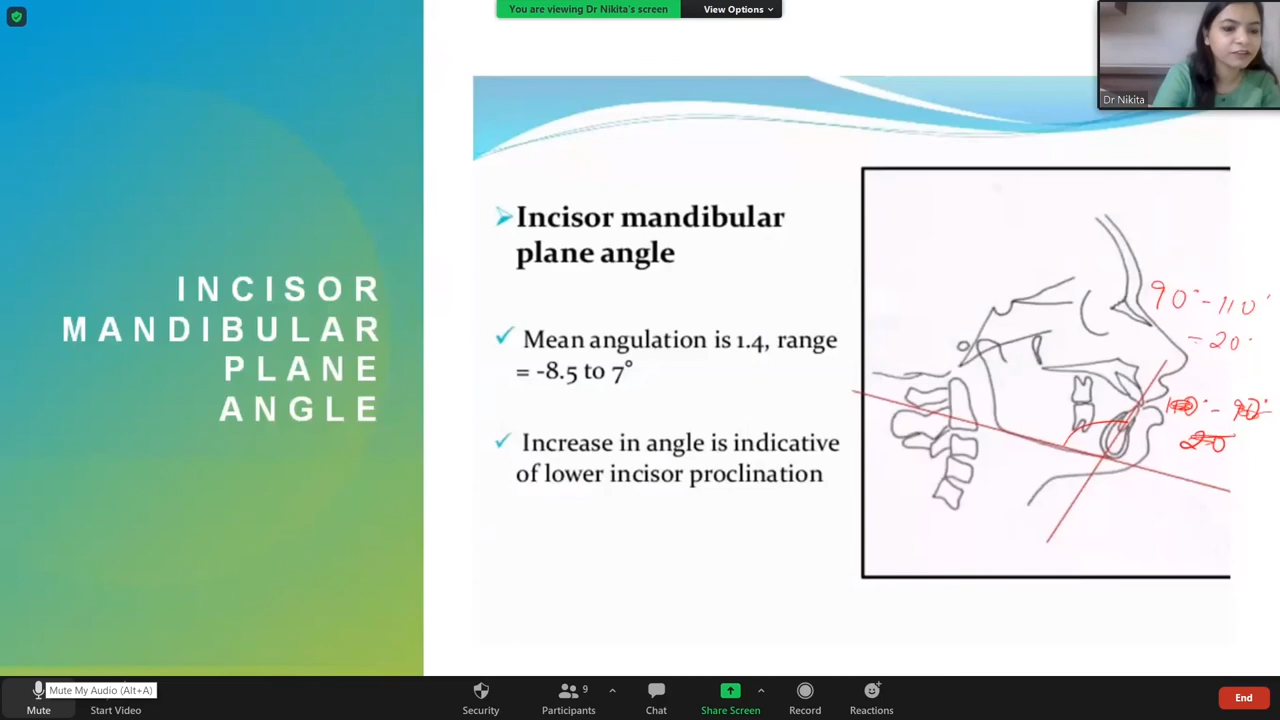 You are viewing Dr Nikita's screen
View Options
Dr Nikita
INCISOR
MANDIBULAR
PLANE
ANGLE
Incisor mandibular
plane angle
Mean angulation is 1.4, range
= -8.5 to 7°
Increase in angle is indicative
of lower incisor proclination
90° - 110°
- 20°
- 90°
20
Mute My Audio (Alt+A)
Mute
Start Video
Security
9
Participants
Chat
Share Screen
Record
Reactions
End